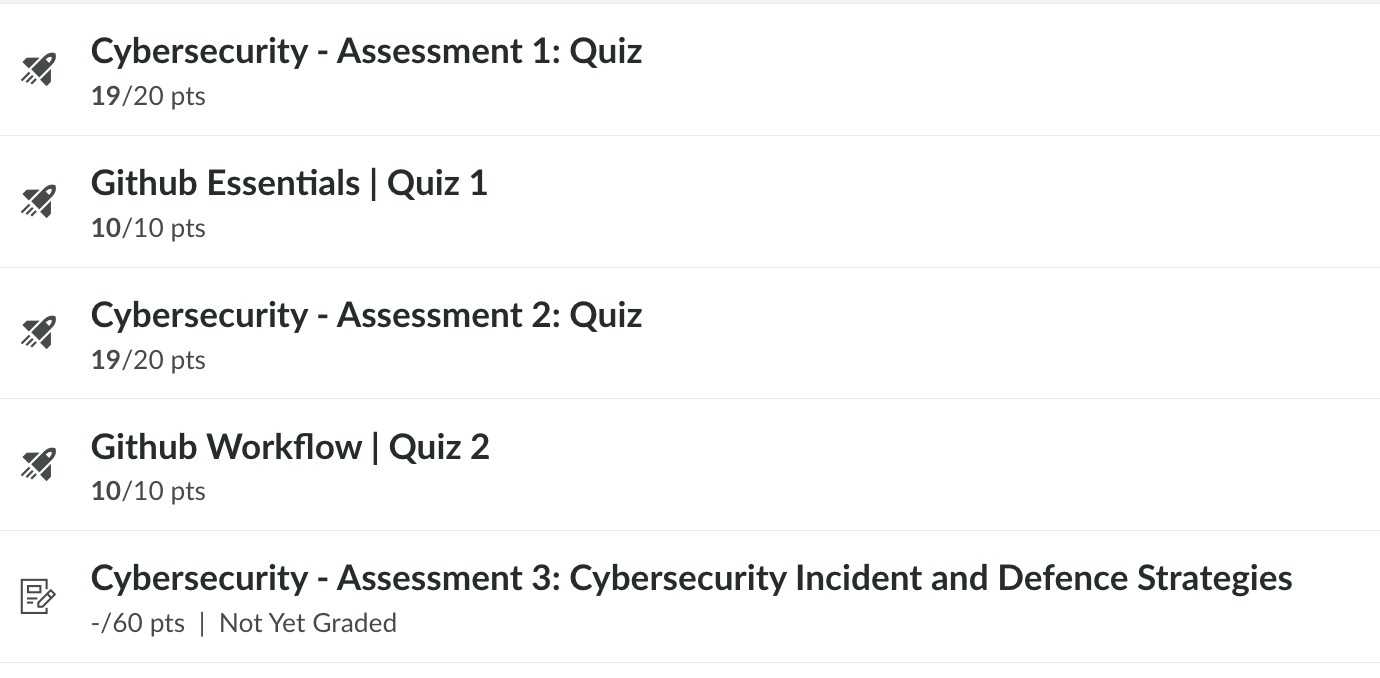 Cybersecurity - Assessment 1: Quiz
19/20 pts
Github Essentials | Quiz 1
10/10 pts
Cybersecurity - Assessment 2: Quiz
19/20 pts
Github Workflow | Quiz 2
10/10 pts
Cybersecurity - Assessment 3: Cybersecurity Incident and Defence Strategies
-/60 pts | Not Yet Graded